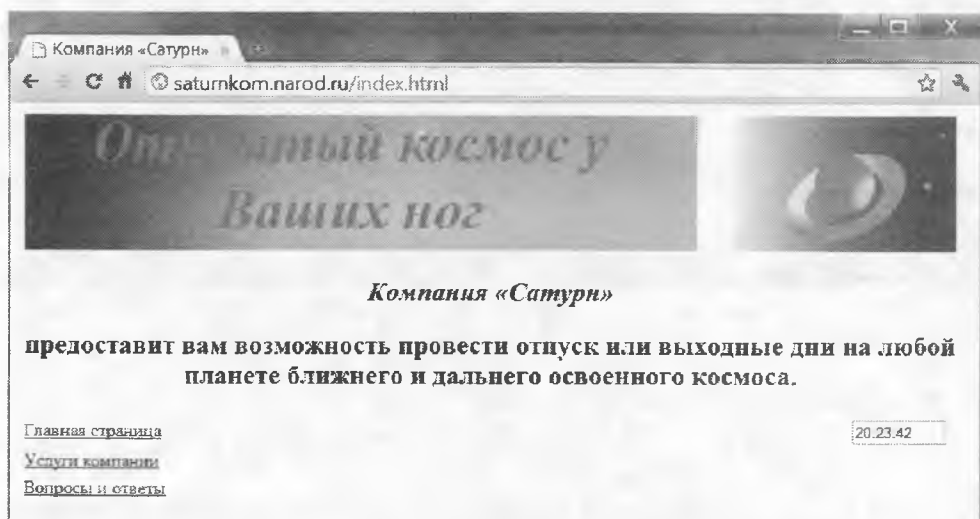 Компания «Сатурн»
saturnkom.narod.ru/index.html
Открытый космос у
Ваших ног
Компания «Сатурн»
предоставит вам возможность провести отпуск или выходные дни на любой
планете ближнего и дальнего освоенного космоса.
Главная страница
20.23.42
Услуги компании
Вопросы и ответы